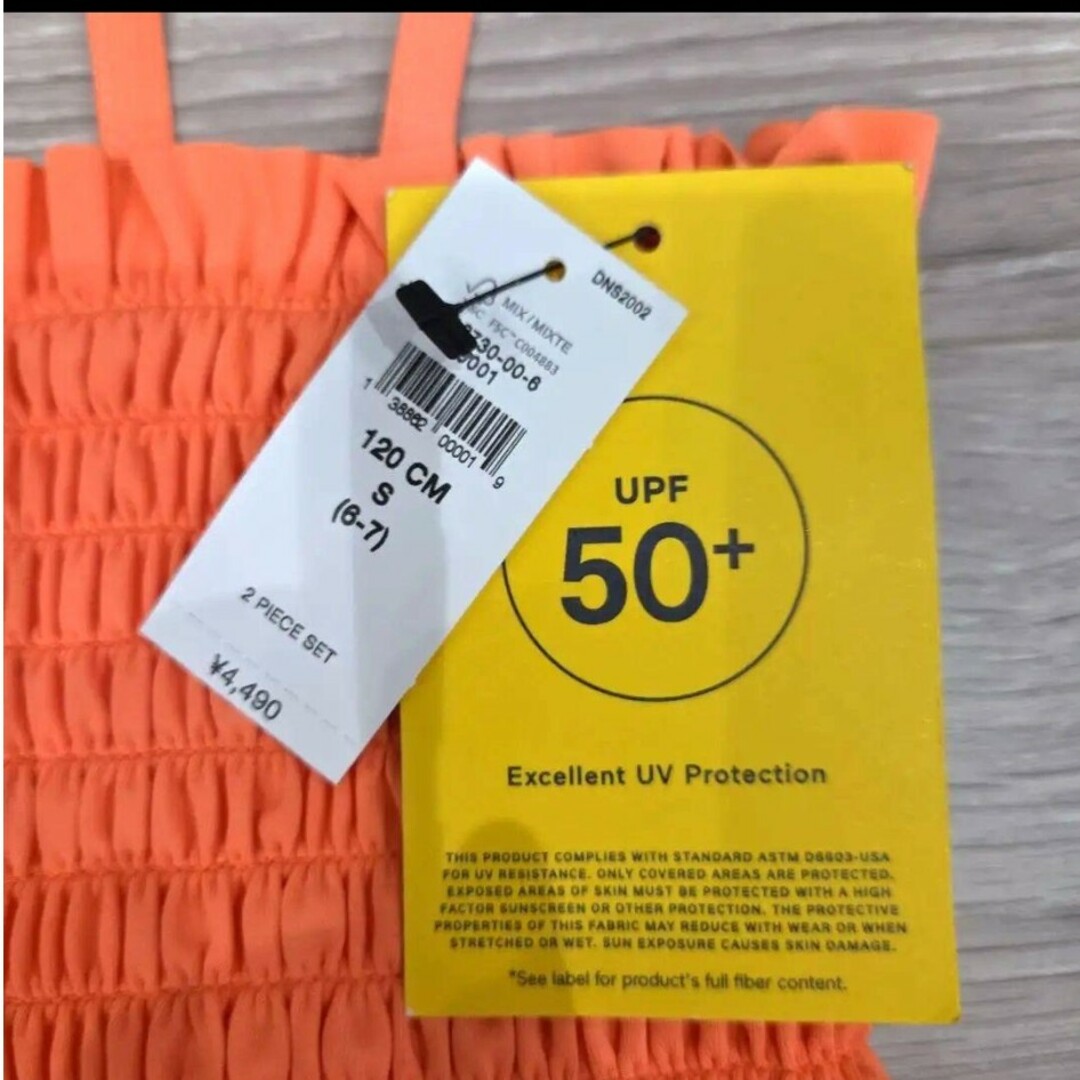 DNS2002
MIX / MIXTE
FSC™ C004883
730-00-6
001
1 38862 00001 9
120 CM
S
(6-7)
2 PIECE SET
¥4,490
UPF
50+
Excellent UV Protection
THIS PRODUCT COMPLIES WITH STANDARD ASTM D6603-USA
FOR UV RESISTANCE. ONLY COVERED AREAS ARE PROTECTED.
EXPOSED AREAS OF SKIN MUST BE PROTECTED WITH A HIGH
FACTOR SUNSCREEN OR OTHER PROTECTION. THE PROTECTIVE
PROPERTIES OF THIS FABRIC MAY REDUCE WITH WEAR OR WHEN
STRETCHED OR WET. SUN EXPOSURE CAUSES SKIN DAMAGE.
*See label for product's full fiber content.